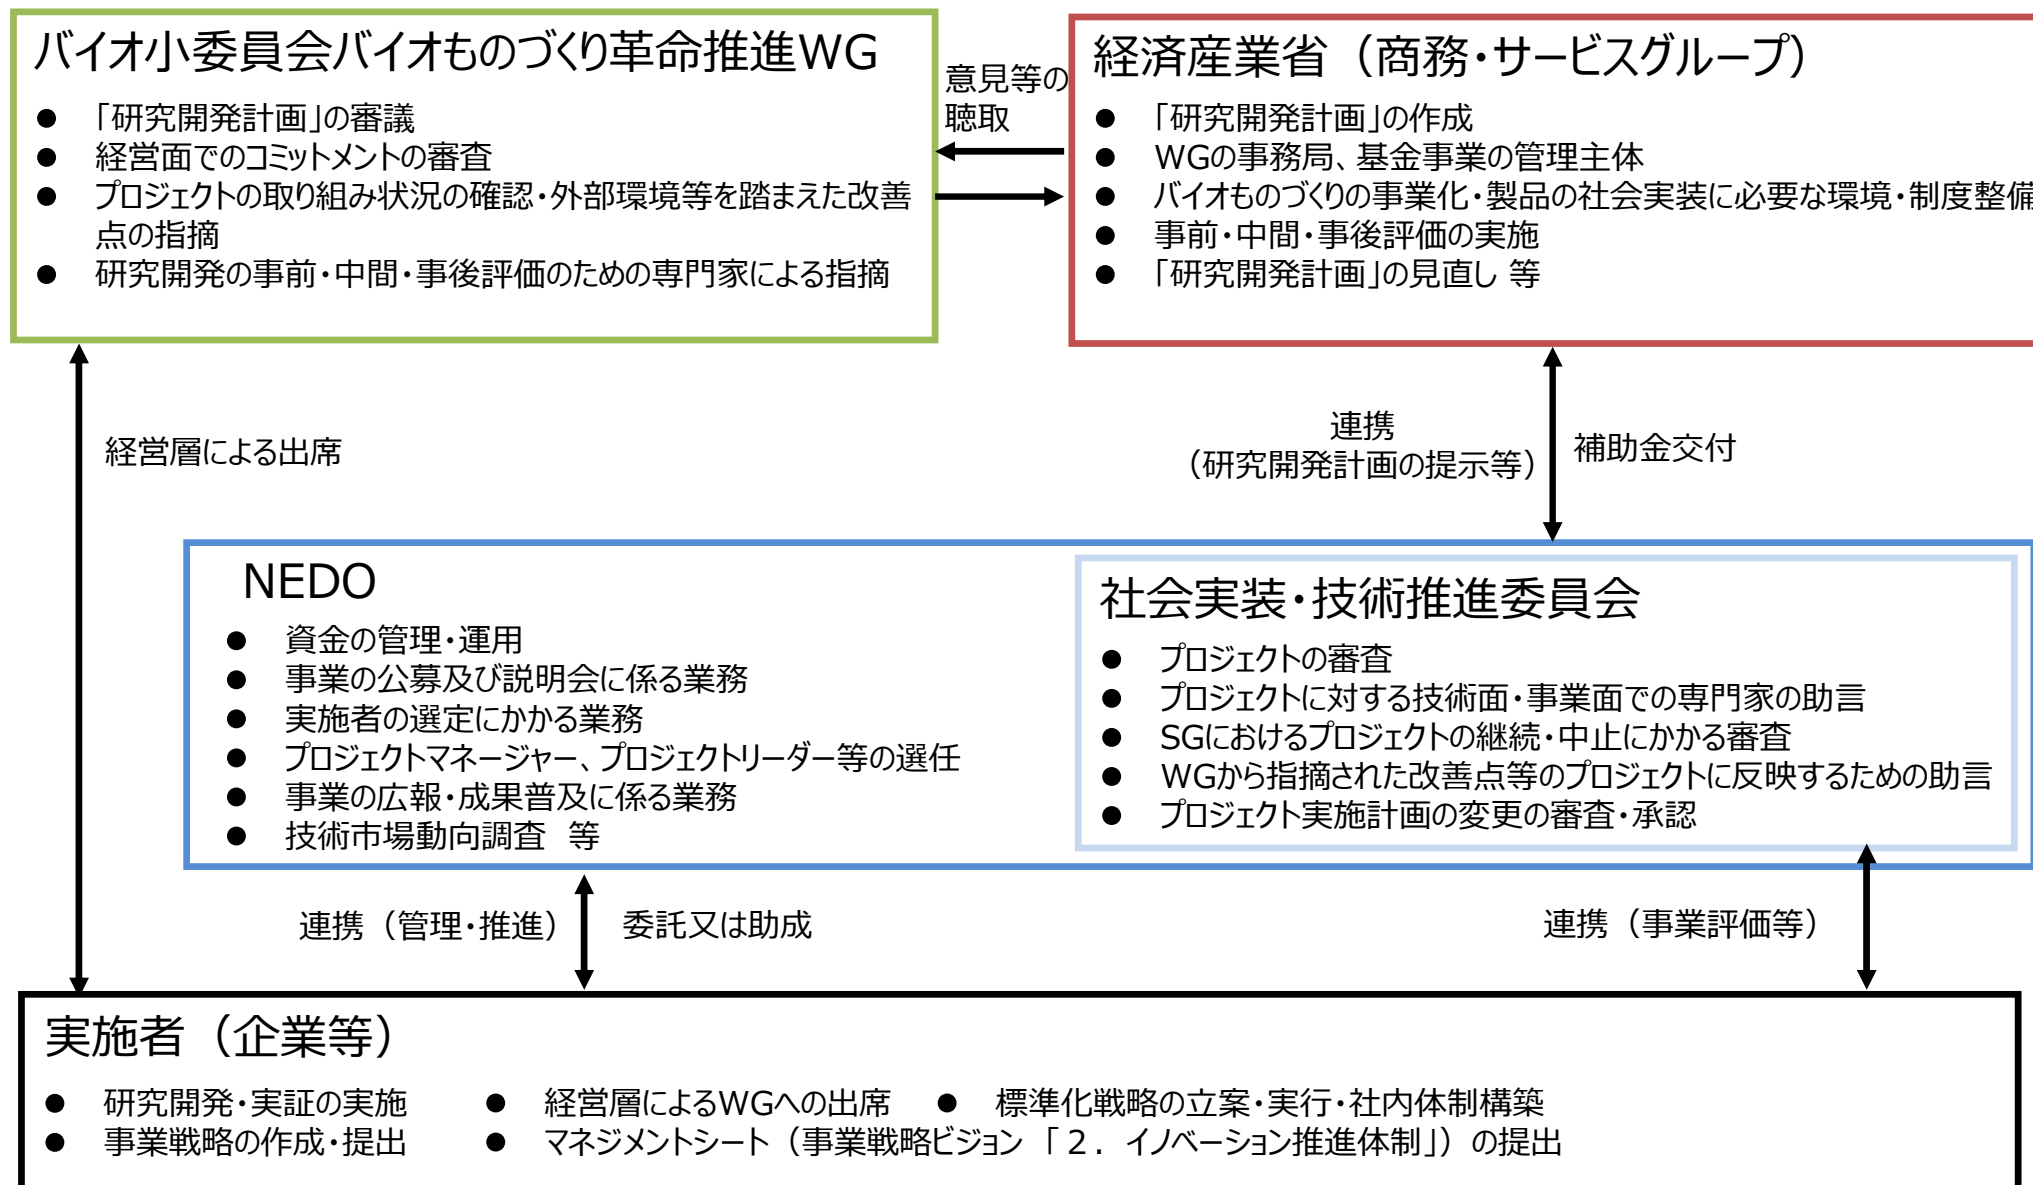 バイオ小委員会バイオものづくり革命推進WG
● 「研究開発計画」の審議
● 経営面でのコミットメントの審査
● プロジェクトの取り組み状況の確認・外部環境等を踏まえた改善
点の指摘
● 研究開発の事前・中間・事後評価のための専門家による指摘
意見等の
聴取
経済産業省（商務・サービスグループ）
● 「研究開発計画」の作成
● WGの事務局、基金事業の管理主体
● バイオものづくりの事業化・製品の社会実装に必要な環境・制度整備
● 事前・中間・事後評価の実施
● 「研究開発計画」の見直し 等
経営層による出席
連携
（研究開発計画の提示等）
補助金交付
NEDO
● 資金の管理・運用
● 事業の公募及び説明会に係る業務
● 実施者の選定にかかる業務
● プロジェクトマネージャー、プロジェクトリーダー等の選任
● 事業の広報・成果普及に係る業務
● 技術市場動向調査　等
社会実装・技術推進委員会
● プロジェクトの審査
● プロジェクトに対する技術面・事業面での専門家の助言
● SGにおけるプロジェクトの継続・中止にかかる審査
● WGから指摘された改善点等のプロジェクトに反映するための助言
● プロジェクト実施計画の変更の審査・承認
連携（管理・推進）
委託又は助成
連携（事業評価等）
実施者（企業等）
● 研究開発・実証の実施 ● 経営層によるWGへの出席 ● 標準化戦略の立案・実行・社内体制構築
● 事業戦略の作成・提出 ● マネジメントシート（事業戦略ビジョン「２．イノベーション推進体制」）の提出